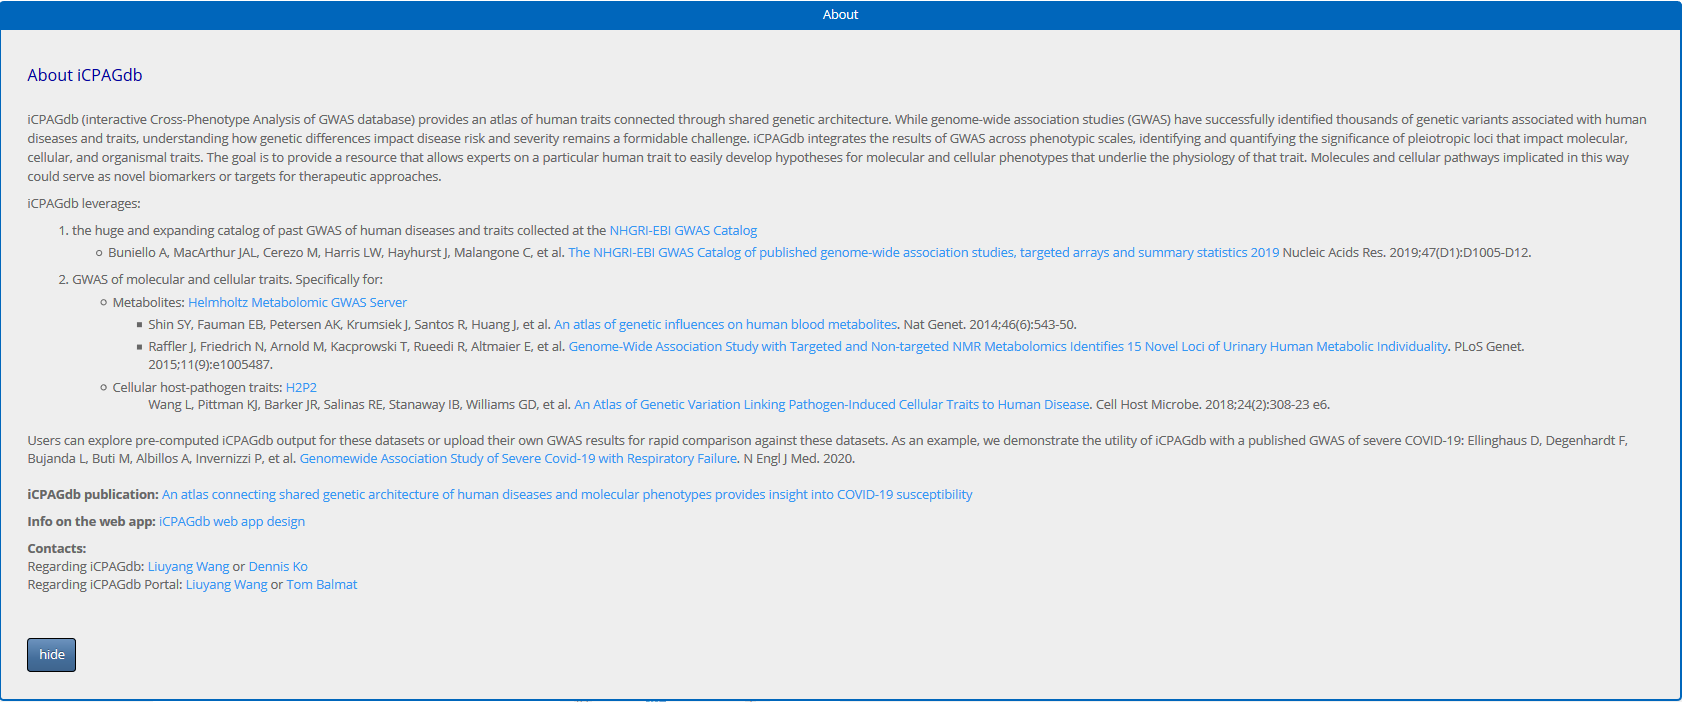 About
About iCPAGdb
iCPAGdb (interactive Cross-Phenotype Analysis of GWAS database) provides an atlas of human traits connected through shared genetic architecture. While genome-wide association studies (GWAS) have successfully identified thousands of genetic variants associated with human
diseases and traits, understanding how genetic differences impact disease risk and severity remains a formidable challenge. iCPAGdb integrates the results of GWAS across phenotypic scales, identifying and quantifying the significance of pleiotropic loci that impact molecular,
cellular, and organismal traits. The goal is to provide a resource that allows experts on a particular human trait to easily develop hypotheses for molecular and cellular phenotypes that underlie the physiology of that trait. Molecules and cellular pathways implicated in this way
could serve as novel biomarkers or targets for therapeutic approaches.
iCPAGdb leverages:
1. the huge and expanding catalog of past GWAS of human diseases and traits collected at the NHGRI-EBI GWAS Catalog
Buniello A, MacArthur JAL, Cerezo M, Harris LW, Hayhurst J, Malangone C, et al. The NHGRI-EBI GWAS Catalog of published genome-wide association studies, targeted arrays and summary statistics 2019 Nucleic Acids Res. 2019;47(D1):D1005-D12.
2. GWAS of molecular and cellular traits. Specifically for:
Metabolites: Helmholtz Metabolomic GWAS Server
Shin SY, Fauman EB, Petersen AK, Krumsiek J, Santos R, Huang J, et al. An atlas of genetic influences on human blood metabolites. Nat Genet. 2014;46(6):543-50.
Raffler J, Friedrich N, Arnold M, Kacprowski T, Rueedi R, Altmaier E, et al. Genome-Wide Association Study with Targeted and Non-targeted NMR Metabolomics Identifies 15 Novel Loci of Urinary Human Metabolic Individuality. PLoS Genet.
2015;11(9):e1005487.
Cellular host-pathogen traits: H2P2
Wang L, Pittman KJ, Barker JR, Salinas RE, Stanaway IB, Williams GD, et al. An Atlas of Genetic Variation Linking Pathogen-Induced Cellular Traits to Human Disease. Cell Host Microbe. 2018;24(2):308-23 e6.
Users can explore pre-computed iCPAGdb output for these datasets or upload their own GWAS results for rapid comparison against these datasets. As an example, we demonstrate the utility of iCPAGdb with a published GWAS of severe COVID-19: Ellinghaus D, Degenhardt F,
Bujanda L, Buti M, Albillos A, Invernizzi P, et al. Genomewide Association Study of Severe Covid-19 with Respiratory Failure. N Engl J Med. 2020.
iCPAGdb publication: An atlas connecting shared genetic architecture of human diseases and molecular phenotypes provides insight into COVID-19 susceptibility
Info on the web app: iCPAGdb web app design
Contacts:
Regarding iCPAGdb: Liuyang Wang or Dennis Ko
Regarding iCPAGdb Portal: Liuyang Wang or Tom Balmat
hide